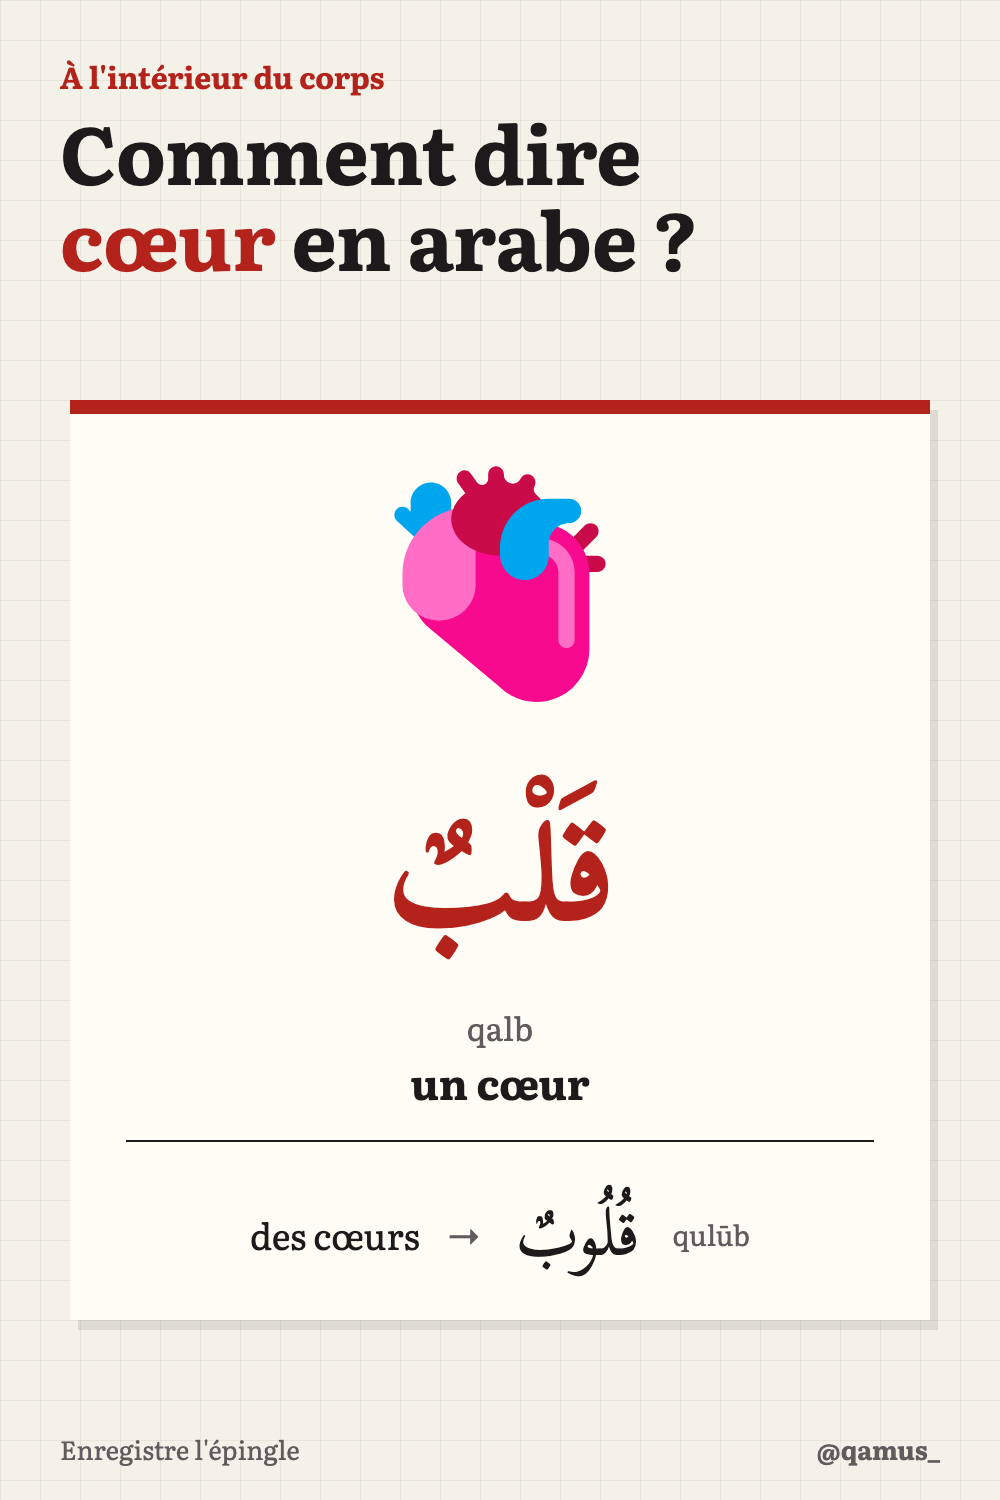 À l'intérieur du corps
Comment dire
cœur en arabe ?
قَلْبٌ
qalb
un cœur
des cœurs → قُلُوبٌ qulūb
Enregistre l'épingle
@qamus_